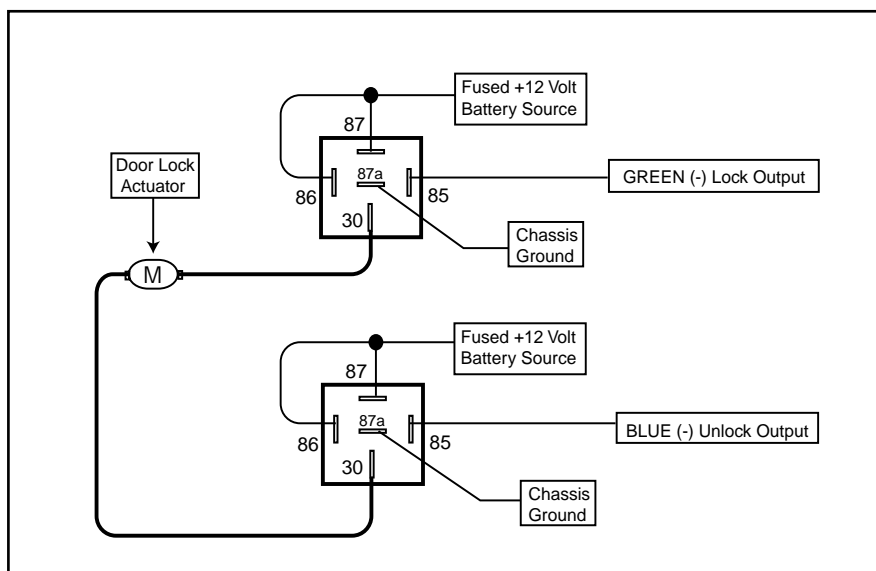 Fused +12 Volt
Battery Source
87
Door Lock
Actuator
87a
GREEN (-) Lock Output
86
85
30
Chassis
Ground
M
Fused +12 Volt
Battery Source
87
87a
BLUE (-) Unlock Output
86
85
30
Chassis
Ground